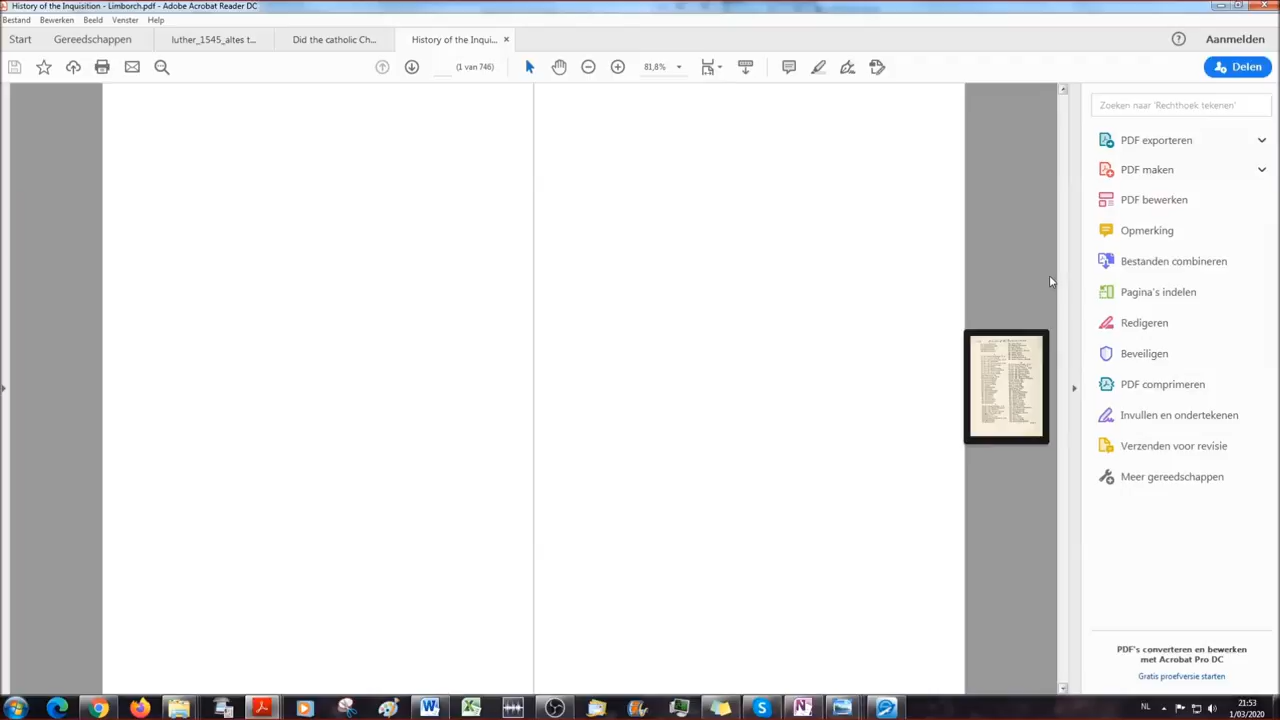 History of the Inquisition - Limborch.pdf - Adobe Acrobat Reader DC
Bestand Bewerken Beeld Venster Help
Start Gereedschappen luther_1545_altes t... Did the catholic Ch... History of the Inqui... × ? Aanmelden
(1 van 746) 81,8% Delen
Zoeken naar 'Rechthoek tekenen'
PDF exporteren
PDF maken
PDF bewerken
Opmerking
Bestanden combineren
Pagina's indelen
Redigeren
Beveiligen
PDF comprimeren
Invullen en ondertekenen
Verzenden voor revisie
Meer gereedschappen
PDF's converteren en bewerken
met Acrobat Pro DC
Gratis proefversie starten
NL 21:53
1/03/2020